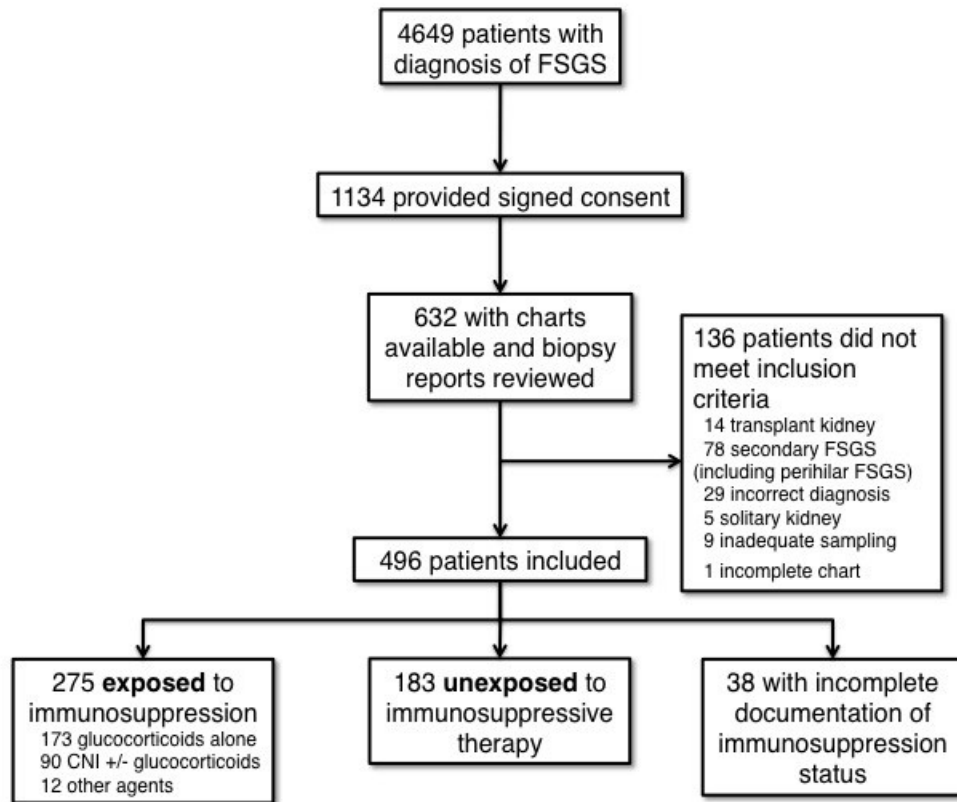 4649 patients with
diagnosis of FSGS
1134 provided signed consent
632 with charts
available and biopsy
reports reviewed
136 patients did not
meet inclusion
criteria
14 transplant kidney
78 secondary FSGS
(including perihilar FSGS)
29 incorrect diagnosis
5 solitary kidney
9 inadequate sampling
1 incomplete chart
496 patients included
275 exposed to
immunosuppression
173 glucocorticoids alone
90 CNI +/- glucocorticoids
12 other agents
183 unexposed to
immunosuppressive
therapy
38 with incomplete
documentation of
immunosuppression
status